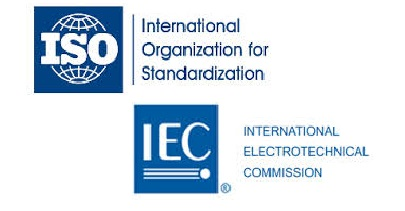 ISO
International
Organization for
Standardization
IEC
®
INTERNATIONAL
ELECTROTECHNICAL
COMMISSION